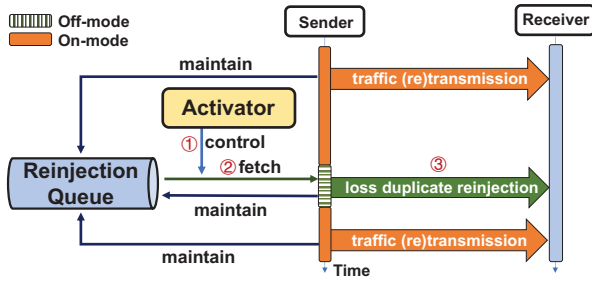 Off-mode
On-mode
Sender
Receiver
maintain
traffic (re)transmission
Activator
① control
② fetch
③
Reinjection
Queue
loss duplicate reinjection
maintain
traffic (re)transmission
maintain
Time